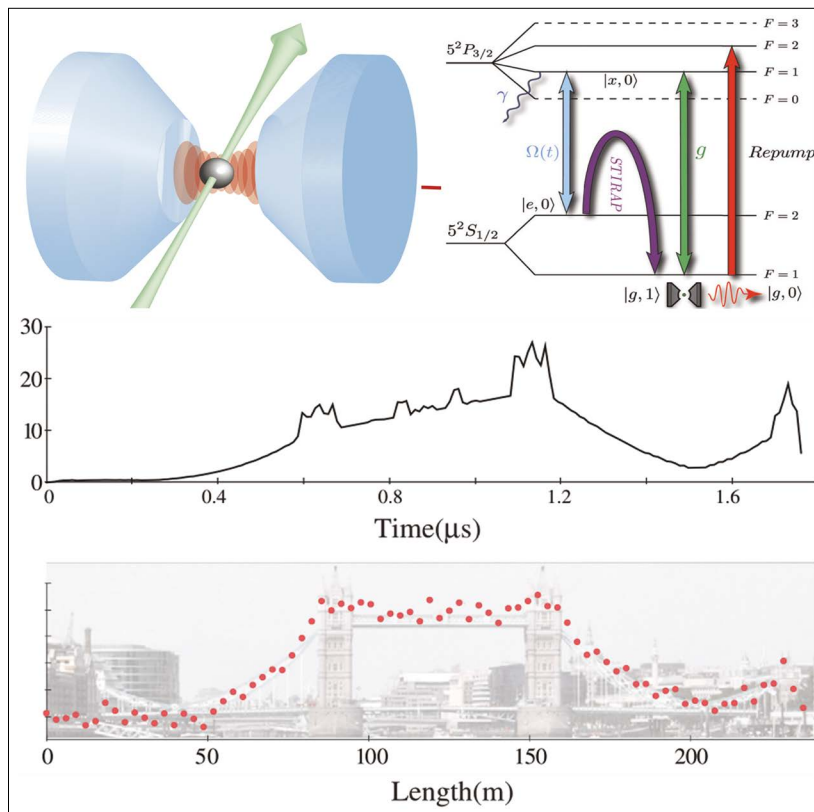 F = 3
5²P₃/₂
F = 2
|x, 0⟩
F = 1
γ
F = 0
Ω(t)
STIRAP
g
Repump
|e, 0⟩
F = 2
5²S₁/₂
F = 1
|g, 1⟩
|g, 0⟩
30
20
10
0
0.4
0.8
1.2
1.6
Time(μs)
0
50
100
150
200
Length(m)